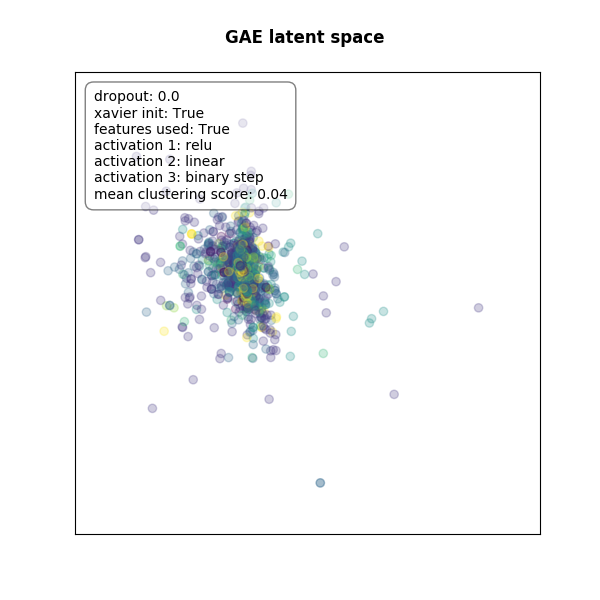 GAE latent space
dropout: 0.0
xavier init: True
features used: True
activation 1: relu
activation 2: linear
activation 3: binary step
mean clustering score: 0.04